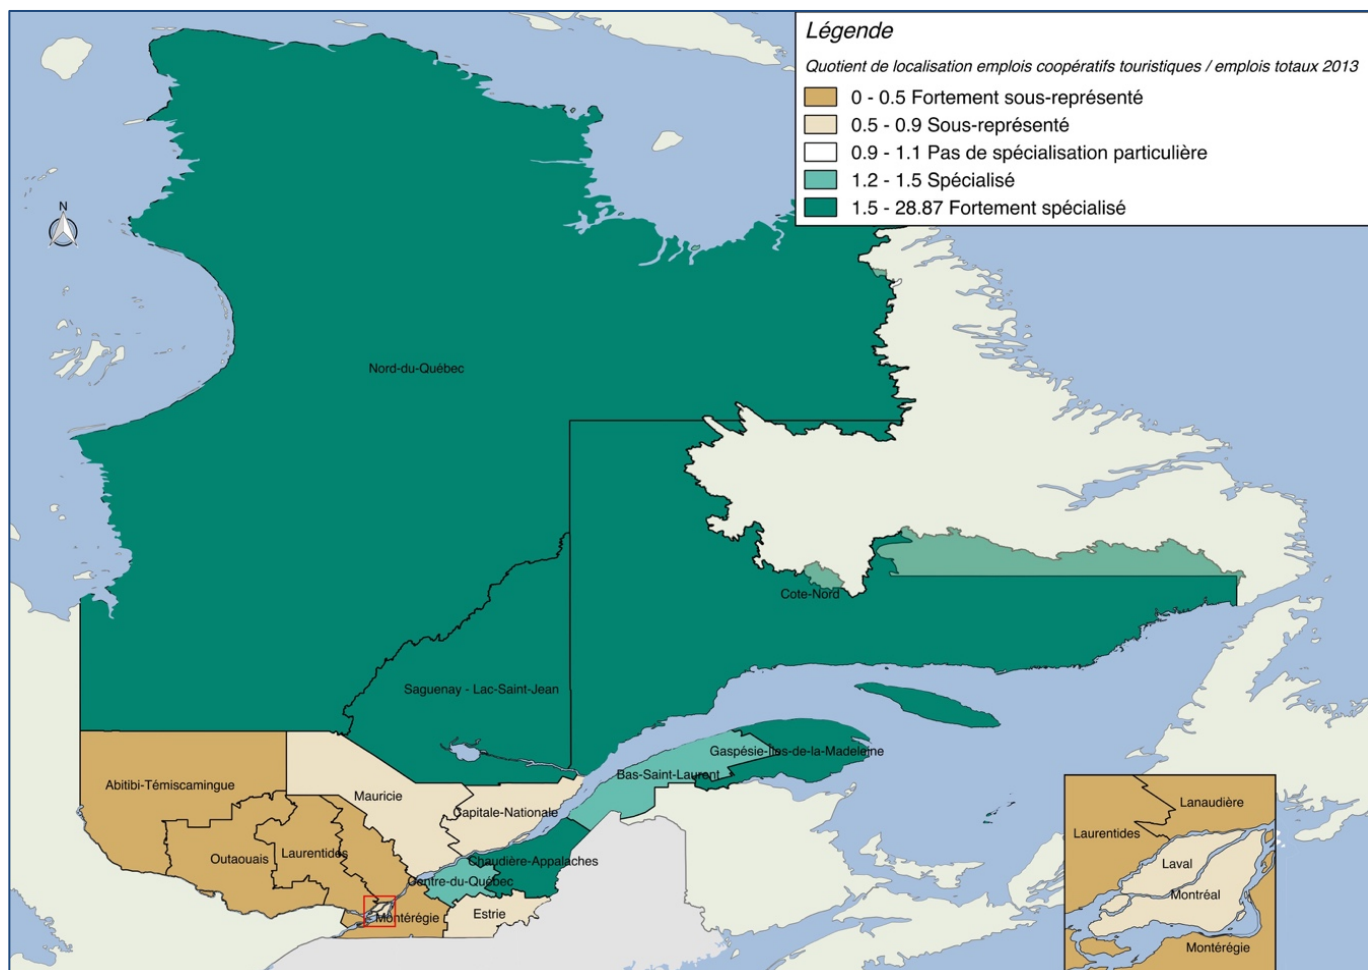 Légende
Quotient de localisation emplois coopératifs touristiques / emplois totaux 2013
0 - 0.5 Fortement sous-représenté
0.5 - 0.9 Sous-représenté
0.9 - 1.1 Pas de spécialisation particulière
1.2 - 1.5 Spécialisé
1.5 - 28.87 Fortement spécialisé
N
Nord-du-Québec
Cote-Nord
Saguenay - Lac-Saint-Jean
Gaspésie-Iles-de-la-Madeleine
Bas-Saint-Laurent
Abitibi-Témiscamingue
Mauricie
Capitale-Nationale
Outaouais
Laurentides
Chaudière-Appalaches
Centre-du-Québec
Estrie
Montérégie
Lanaudière
Laurentides
Laval
Montréal
Montérégie